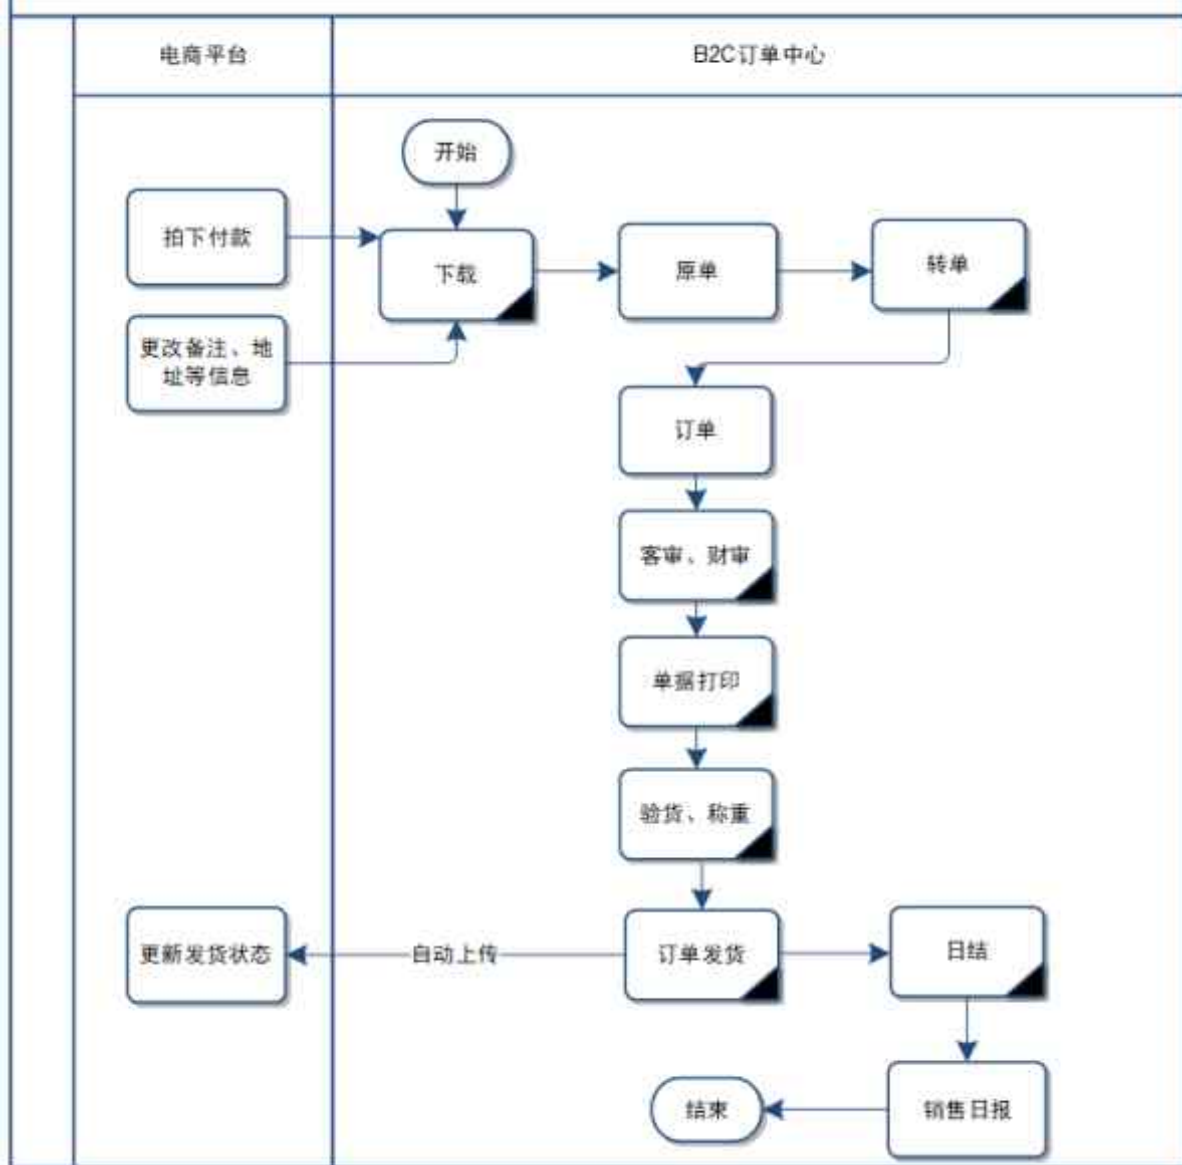 电商平台
B2C订单中心
开始
拍下付款
下载
原单
转单
更改备注、地
址等信息
订单
客审、财审
单据打印
验货、称重
更新发货状态
自动上传
订单发货
日结
结束
销售日报